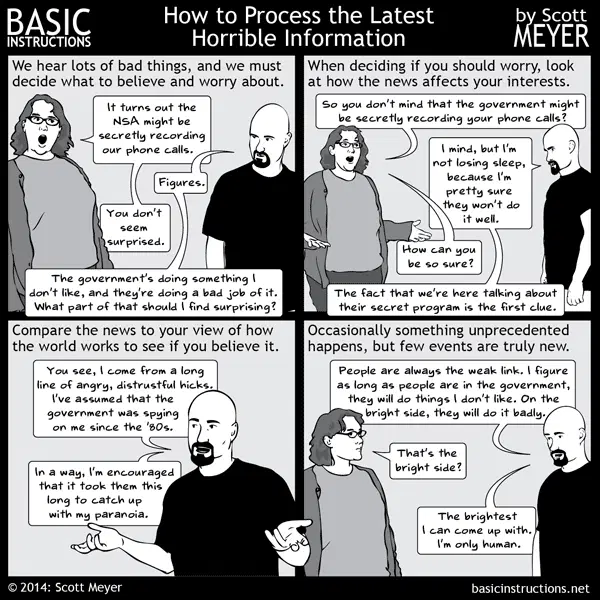 BASIC
INSTRUCTIONS
How to Process the Latest
Horrible Information
by Scott
MEYER
We hear lots of bad things, and we must
decide what to believe and worry about.
It turns out the
NSA might be
secretly recording
our phone calls.
Figures.
You don't
seem
surprised.
The government's doing something I
don't like, and they're doing a bad job of it.
What part of that should I find surprising?
When deciding if you should worry, look
at how the news affects your interests.
So you don't mind that the government might
be secretly recording your phone calls?
I mind, but I'm
not losing sleep,
because I'm
pretty sure
they won't do
it well.
How can you
be so sure?
The fact that we're here talking about
their secret program is the first clue.
Compare the news to your view of how
the world works to see if you believe it.
You see, I come from a long
line of angry, distrustful hicks.
I've assumed that the
government was spying
on me since the '80s.
In a way, I'm encouraged
that it took them this
long to catch up
with my paranoia.
Occasionally something unprecedented
happens, but few events are truly new.
People are always the weak link. I figure
as long as people are in the government,
they will do things I don't like. On the
bright side, they will do it badly.
That's the
bright side?
The brightest
I can come up with.
I'm only human.
© 2014: Scott Meyer
basicinstructions.net